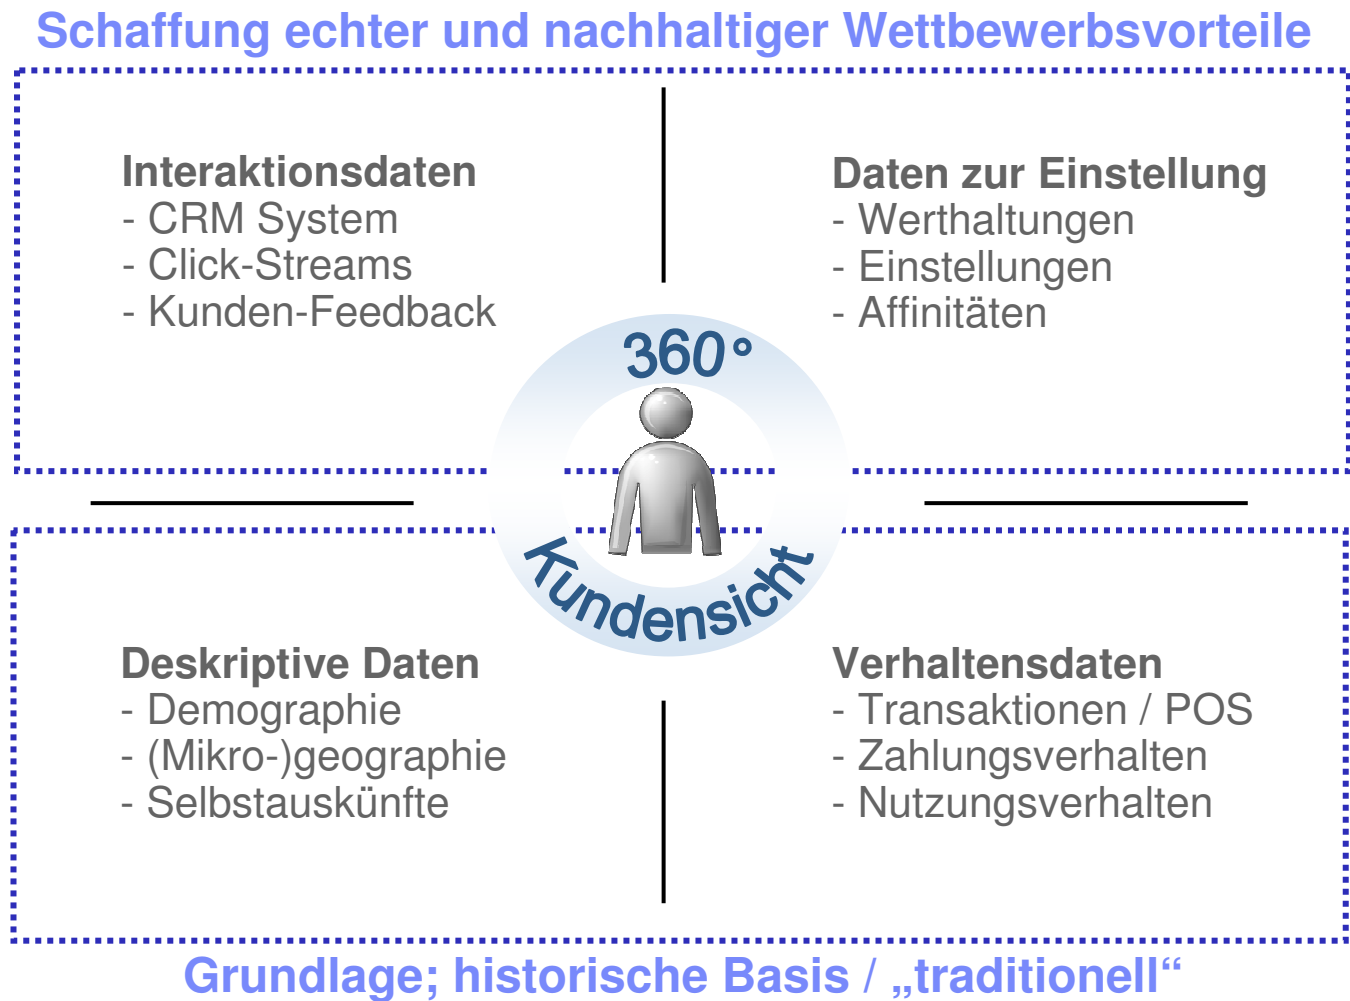 Schaffung echter und nachhaltiger Wettbewerbsvorteile
Interaktionsdaten
- CRM System
- Click-Streams
- Kunden-Feedback
Daten zur Einstellung
- Werthaltungen
- Einstellungen
- Affinitäten
360°
Kundensicht
Deskriptive Daten
- Demographie
- (Mikro-)geographie
- Selbstauskünfte
Verhaltensdaten
- Transaktionen / POS
- Zahlungsverhalten
- Nutzungsverhalten
Grundlage; historische Basis / „traditionell“